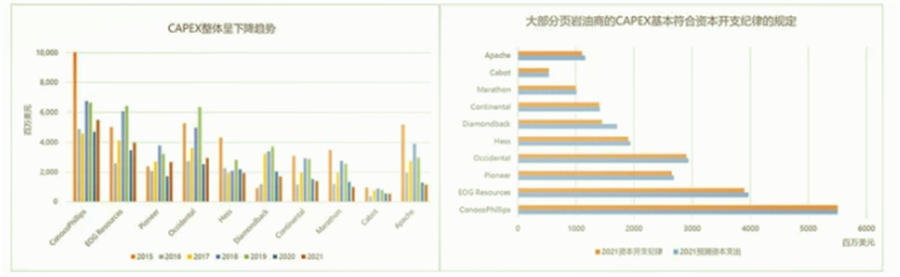 CAPEX整体呈下降趋势
10,000
8,000
6,000
4,000
2,000
0
百万美元
ConocoPhillips
EOG Resources
Pioneer
Occidental
Hess
Diamondback
Continental
Marathon
Cabot
Apache
2015 2016 2017 2018 2019 2020 2021
大部分页岩油商的CAPEX基本符合资本开支纪律的规定
Apache
Cabot
Marathon
Continental
Diamondback
Hess
Occidental
Pioneer
EOG Resources
ConocoPhillips
0 1000 2000 3000 4000 5000 6000
百万美元
2021资本开支纪律 2021预测资本支出